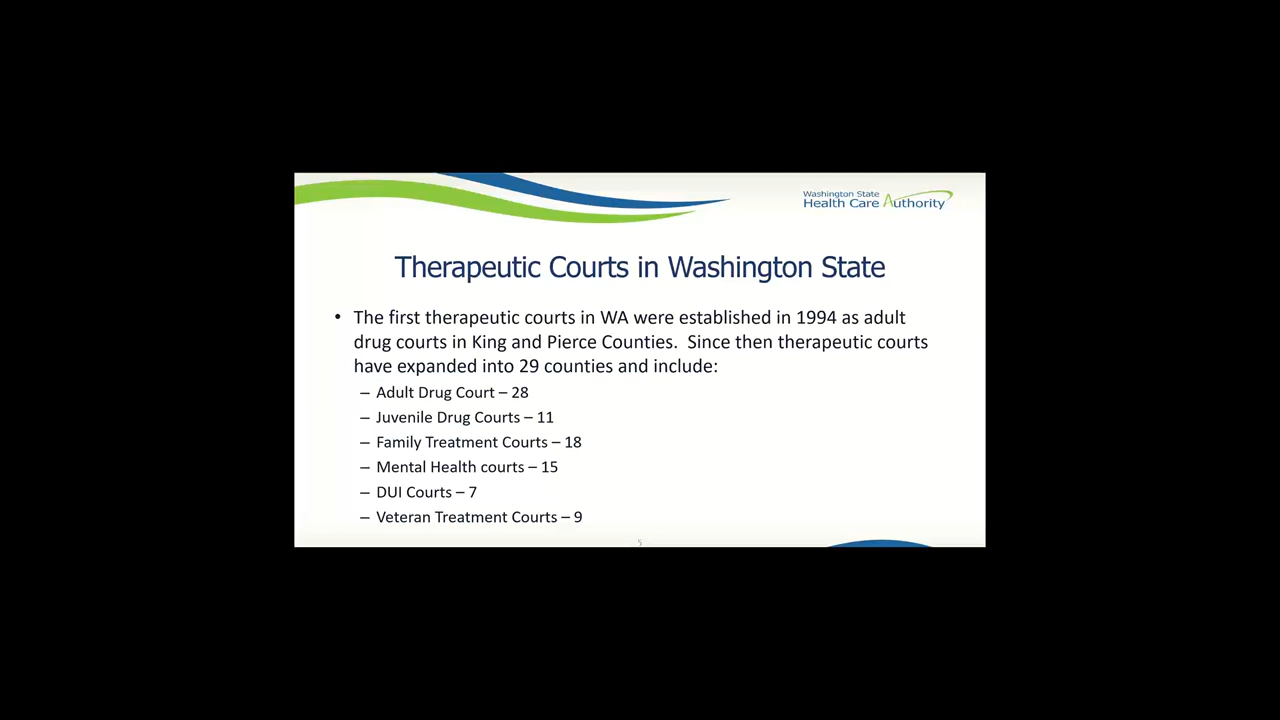 Washington State
Health Care Authority
Therapeutic Courts in Washington State
• The first therapeutic courts in WA were established in 1994 as adult
drug courts in King and Pierce Counties.  Since then therapeutic courts
have expanded into 29 counties and include:
– Adult Drug Court – 28
– Juvenile Drug Courts – 11
– Family Treatment Courts – 18
– Mental Health courts – 15
– DUI Courts – 7
– Veteran Treatment Courts – 9
5